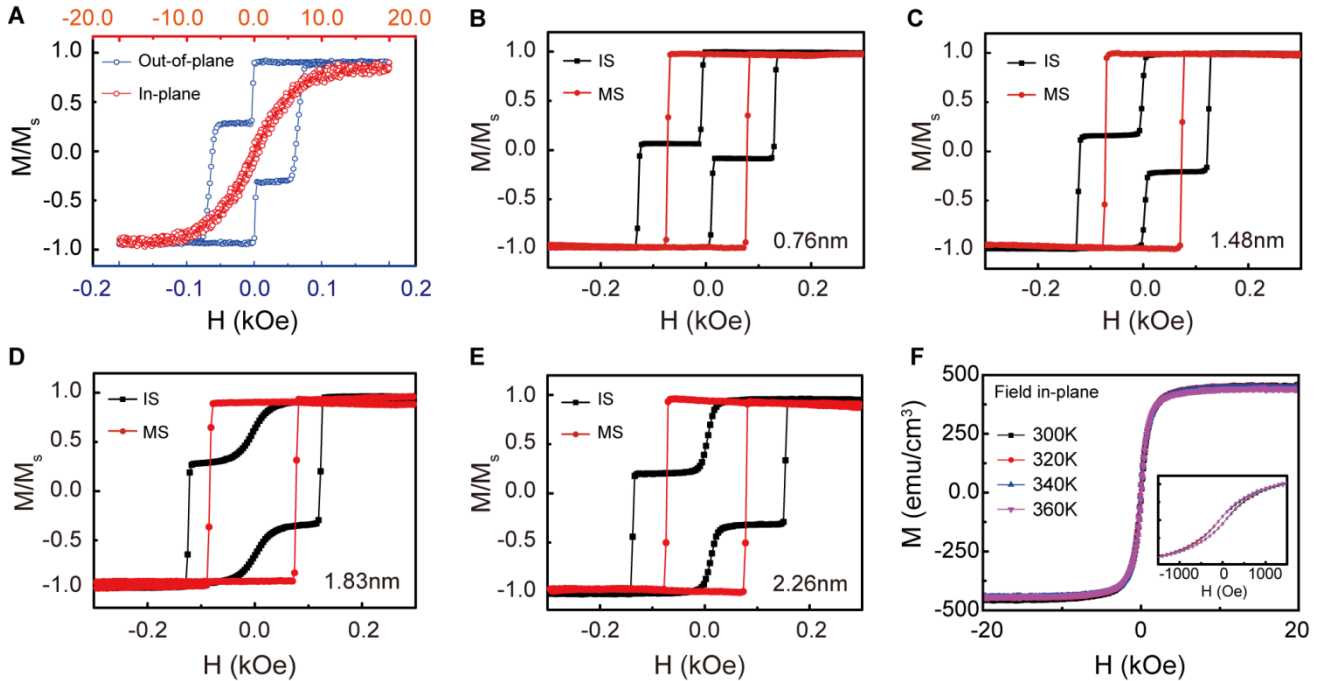 A
-20.0 -10.0 0.0 10.0 20.0
1.0
0.5
0.0
-0.5
-1.0
M/Ms
Out-of-plane
In-plane
-0.2 -0.1 0.0 0.1 0.2
H (kOe)
B
1.0
0.5
0.0
-0.5
-1.0
M/Ms
IS
MS
0.76nm
-0.2 0.0 0.2
H (kOe)
C
1.0
0.5
0.0
-0.5
-1.0
M/Ms
IS
MS
1.48nm
-0.2 0.0 0.2
H (kOe)
D
1.0
0.5
0.0
-0.5
-1.0
M/Ms
IS
MS
1.83nm
-0.2 0.0 0.2
H (kOe)
E
1.0
0.5
0.0
-0.5
-1.0
M/Ms
IS
MS
2.26nm
-0.2 0.0 0.2
H (kOe)
F
500
250
0.0
-250
-500
M (emu/cm³)
Field in-plane
300K
320K
340K
360K
-1000 0 1000
H (Oe)
-20 0 20
H (kOe)